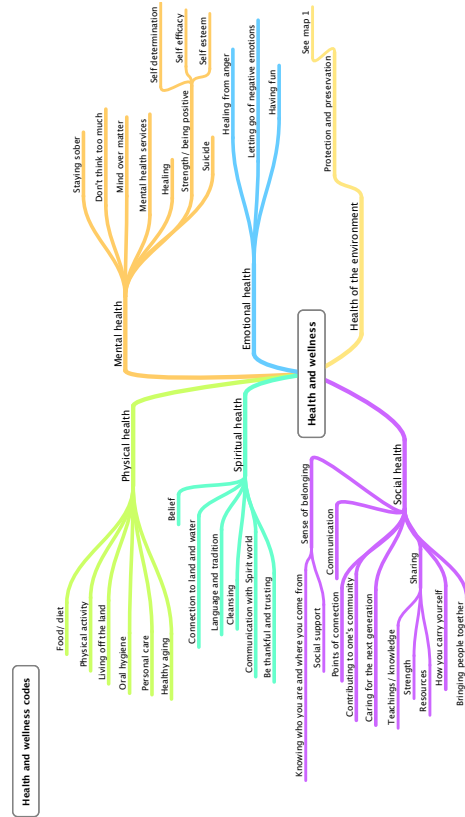 Health and wellness codes
Health and wellness
Physical health
Food/ diet
Physical activity
Living off the land
Oral hygiene
Personal care
Healthy aging
Spiritual health
Belief
Connection to land and water
Language and tradition
Cleansing
Communication with Spirit world
Be thankful and trusting
Social health
Sense of belonging
Knowing who you are and where you come from
Social support
Communication
Points of connection
Contributing to one's community
Caring for the next generation
Sharing
Teachings/ knowledge
Strength
Resources
How you carry yourself
Bringing people together
Mental health
Staying sober
Don't think too much
Mind over matter
Mental health services
Healing
Strength/ being positive
Self determination
Self efficacy
Self esteem
Suicide
Emotional health
Healing from anger
Letting go of negative emotions
Having fun
Health of the environment
Protection and preservation
See map 1